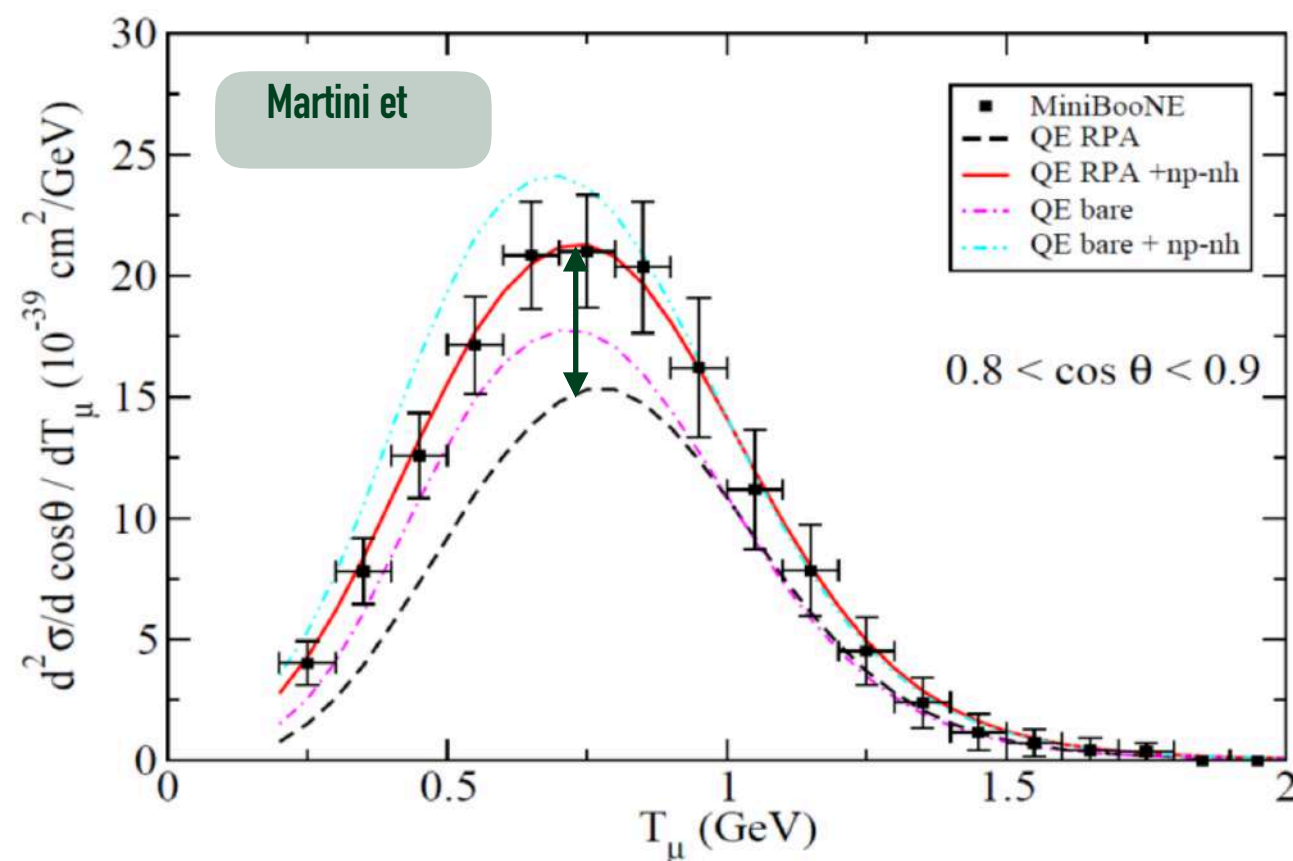 30
25
20
15
10
5
0
0
0.5
1
1.5
2
d²σ/d cosθ / dT_μ (10⁻³⁹ cm²/GeV)
T_μ (GeV)
Martini et
MiniBooNE
QE RPA
QE RPA +np-nh
QE bare
QE bare + np-nh
0.8 < cos θ < 0.9